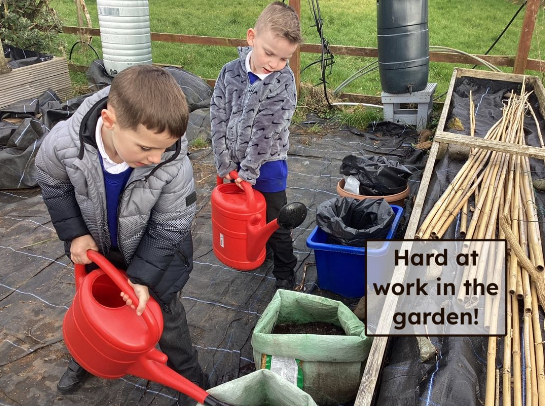 Hard at
work in the
garden!